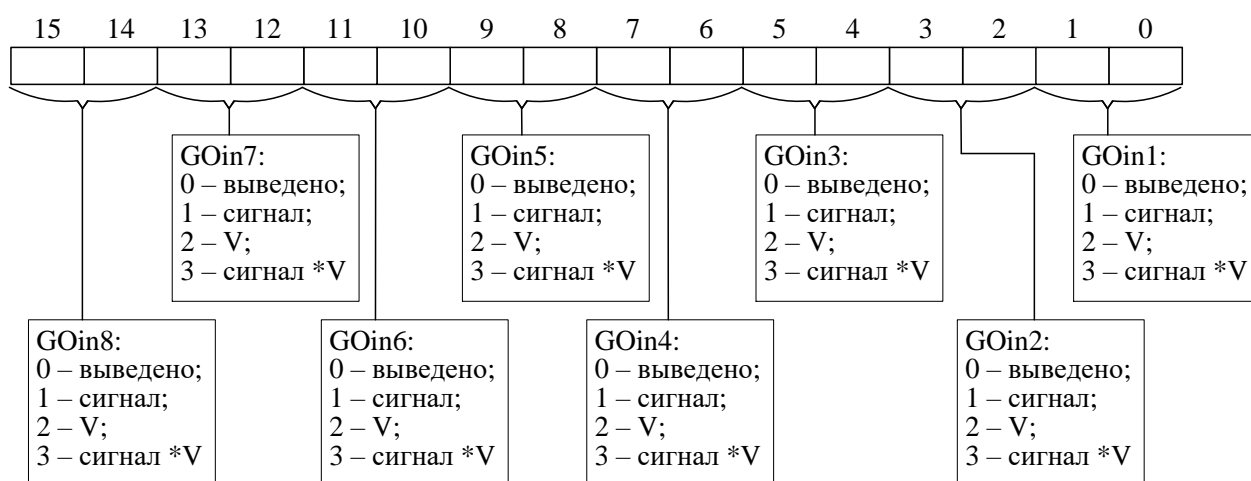 15 14 13 12 11 10 9 8 7 6 5 4 3 2 1 0
GOin7:
0 – выведено;
1 – сигнал;
2 – V;
3 – сигнал *V
GOin5:
0 – выведено;
1 – сигнал;
2 – V;
3 – сигнал *V
GOin3:
0 – выведено;
1 – сигнал;
2 – V;
3 – сигнал *V
GOin1:
0 – выведено;
1 – сигнал;
2 – V;
3 – сигнал *V
GOin8:
0 – выведено;
1 – сигнал;
2 – V;
3 – сигнал *V
GOin6:
0 – выведено;
1 – сигнал;
2 – V;
3 – сигнал *V
GOin4:
0 – выведено;
1 – сигнал;
2 – V;
3 – сигнал *V
GOin2:
0 – выведено;
1 – сигнал;
2 – V;
3 – сигнал *V